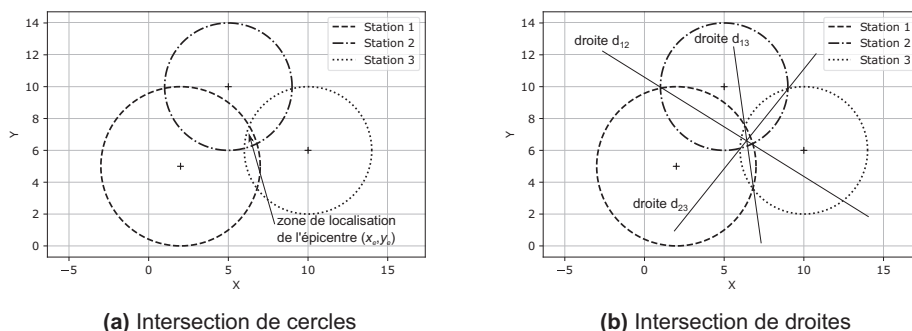 14
12
10
8
6
4
2
0
Y
−5
0
5
10
15
X
Station 1
Station 2
Station 3
zone de localisation
de l'épicentre (xₑ,yₑ)
(a) Intersection de cercles
14
12
10
8
6
4
2
0
Y
−5
0
5
10
15
X
Station 1
Station 2
Station 3
droite d₁₂
droite d₁₃
droite d₂₃
(b) Intersection de droites